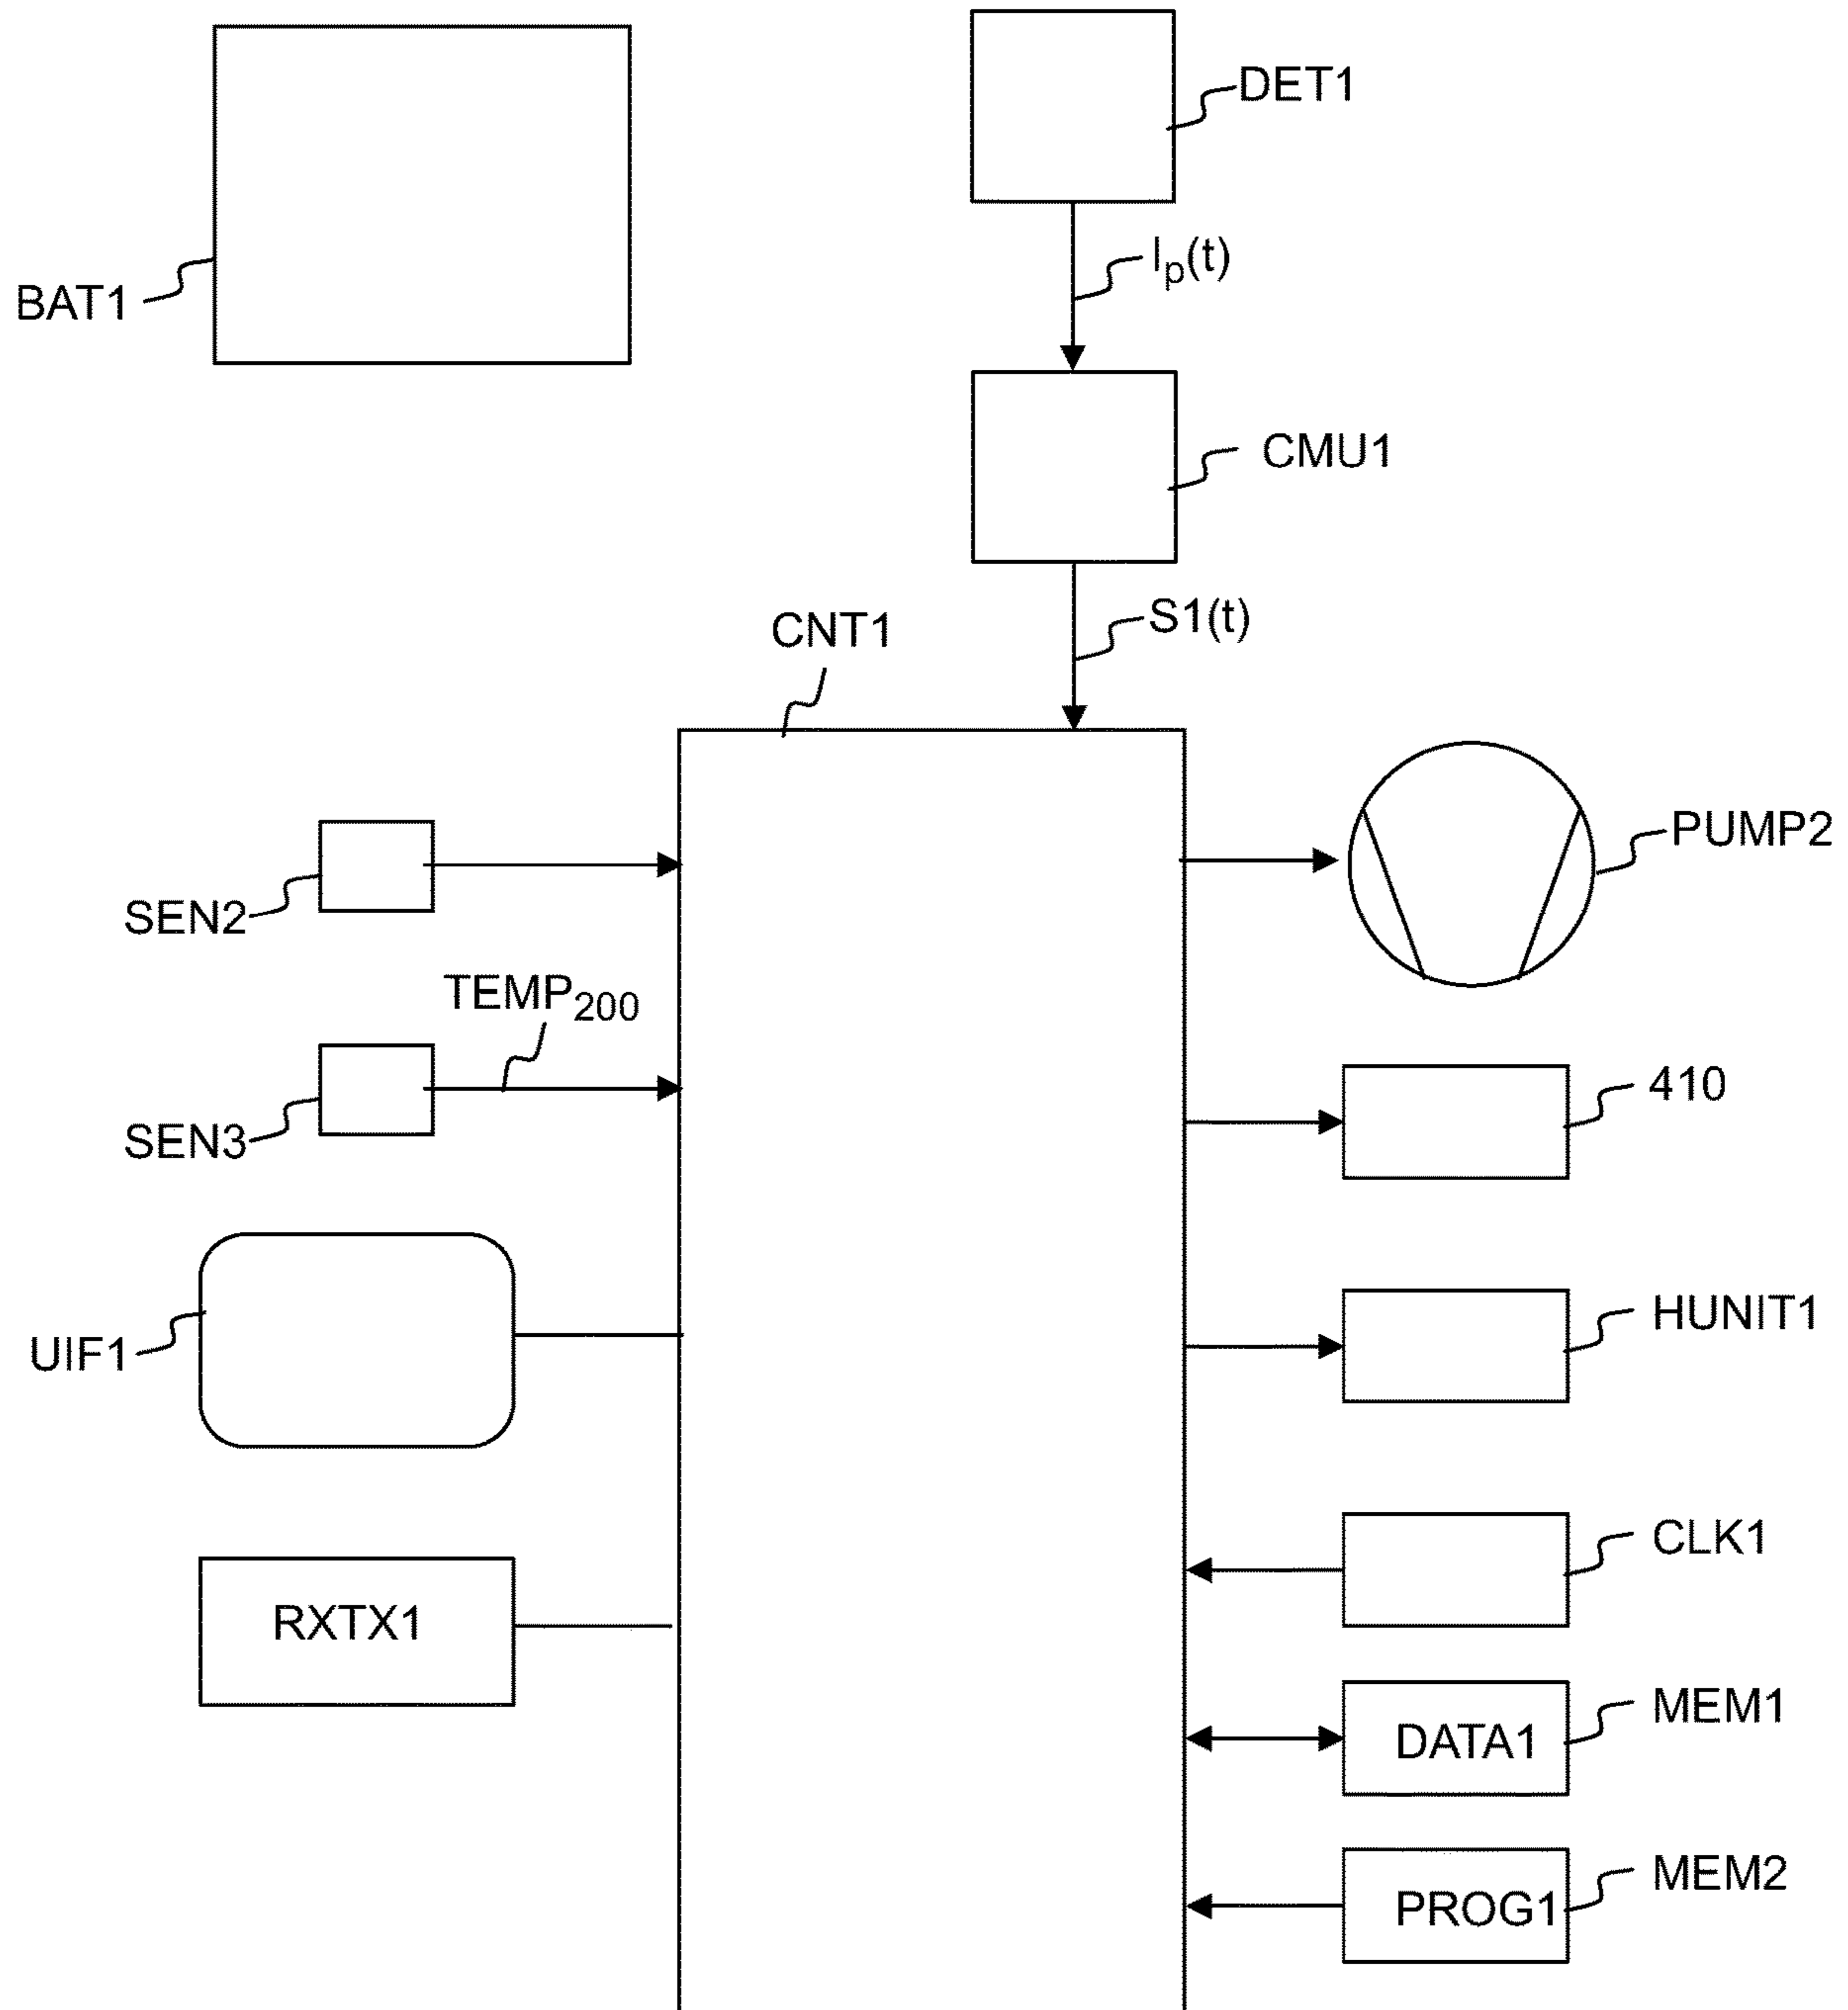 DET1
BAT1
Ip(t)
CMU1
CNT1
S1(t)
SEN2
PUMP2
TEMP200
SEN3
410
UIF1
HUNIT1
RXTX1
CLK1
DATA1
MEM1
PROG1
MEM2